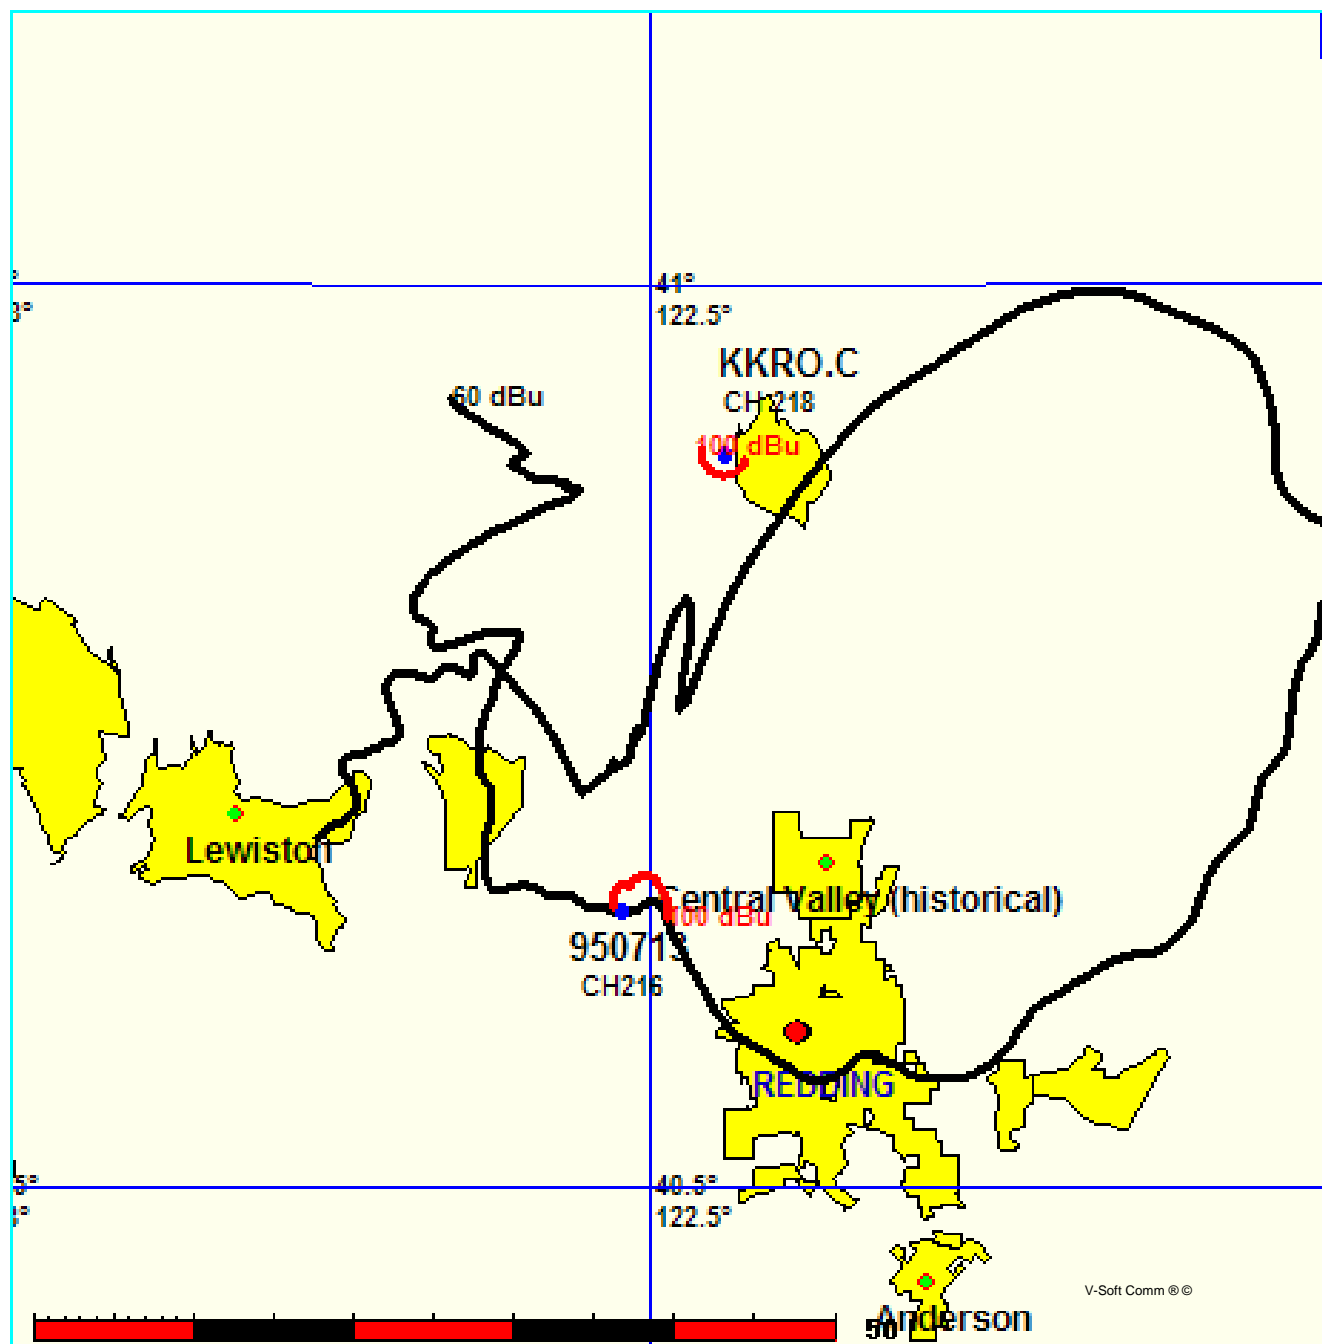 41°
122.5°
KKRO.C
CH 218
60 dBu
100 dBu
Lewiston
Central Valley (historical)
100 dBu
950713
CH216
REDDING
40.5°
122.5°
V-Soft Comm ® ©
Anderson
50